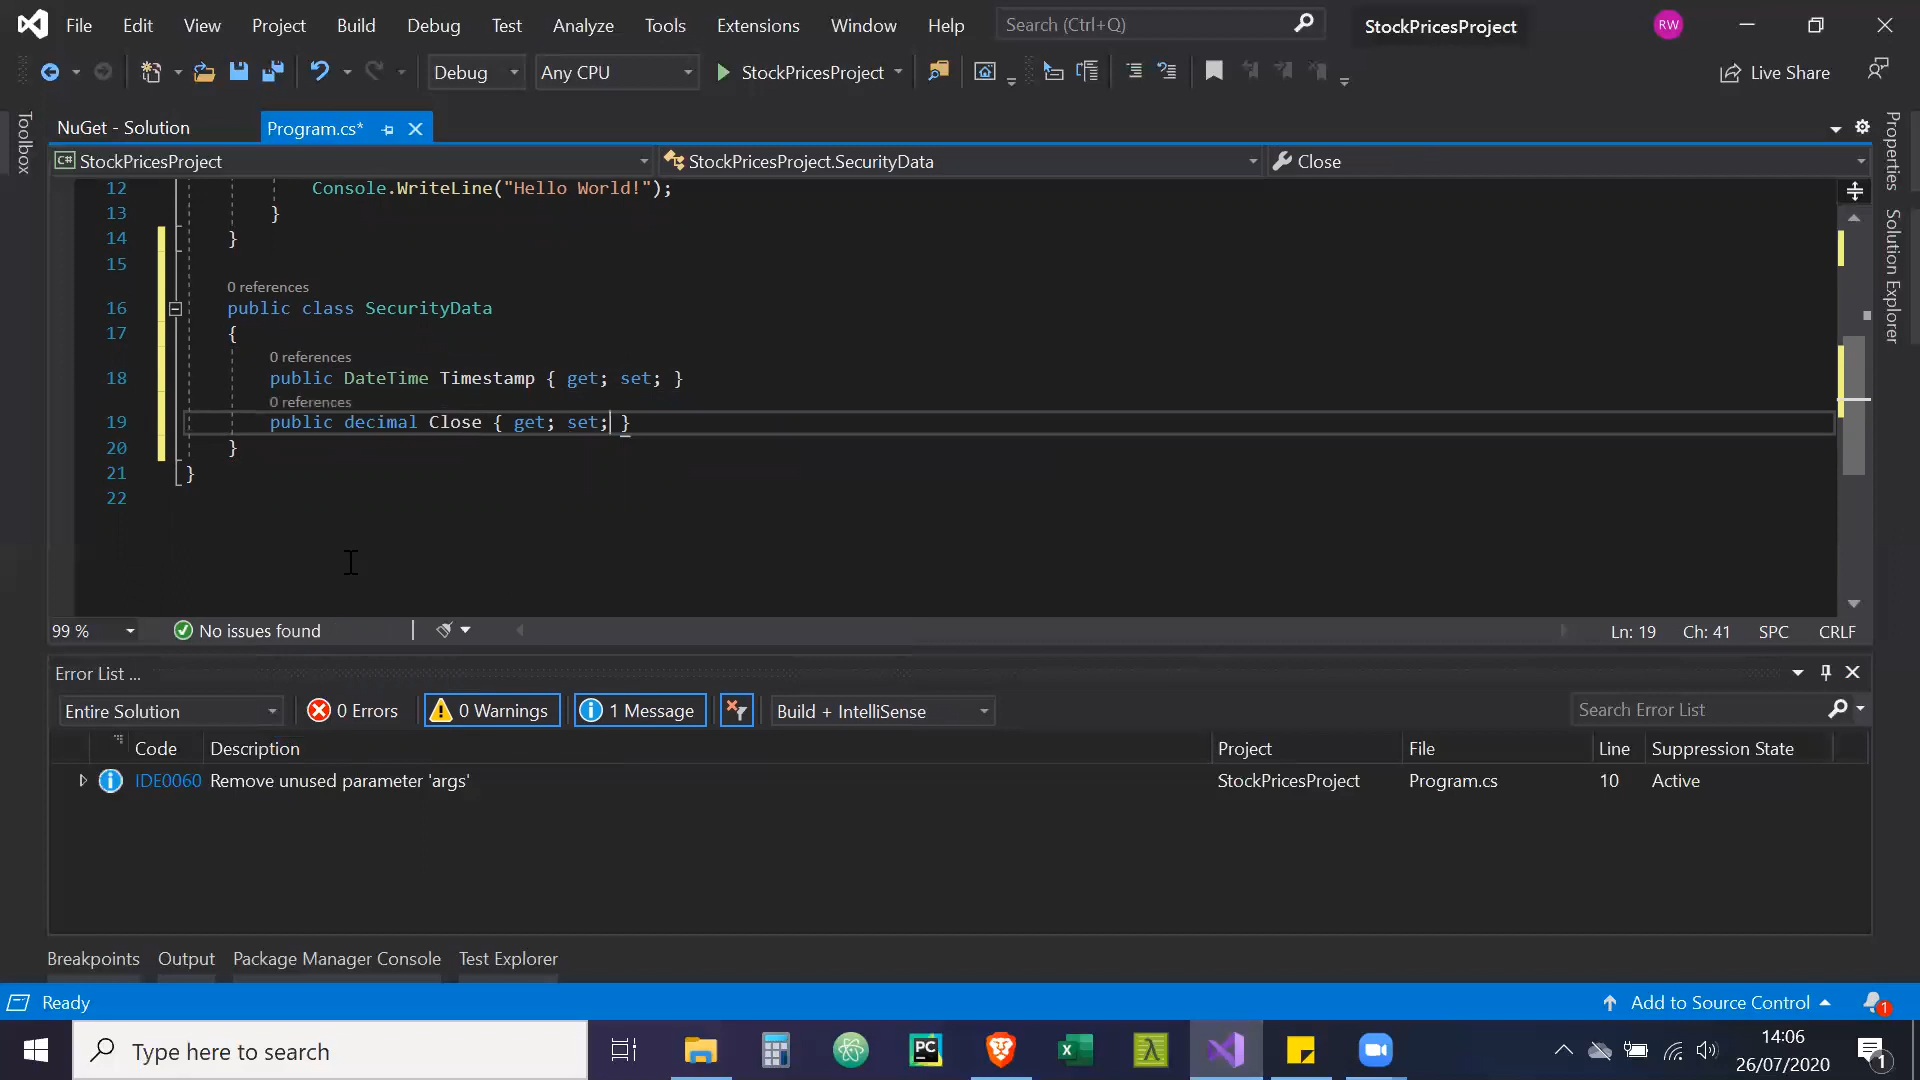 File Edit View Project Build Debug Test Analyze Tools Extensions Window Help Search (Ctrl+Q) StockPricesProject RW
Debug Any CPU StockPricesProject Live Share
Toolbox
NuGet - Solution Program.cs*
C# StockPricesProject StockPricesProject.SecurityData Close
12 Console.WriteLine("Hello World!");
13 }
14 }
15
0 references
16 public class SecurityData
17 {
0 references
18 public DateTime Timestamp { get; set; }
0 references
19 public decimal Close { get; set; }
20 }
21 }
22
Properties
Solution Explorer
99 % No issues found Ln: 19 Ch: 41 SPC CRLF
Error List ...
Entire Solution 0 Errors 0 Warnings 1 Message Build + IntelliSense Search Error List
Code Description Project File Line Suppression State
IDE0060 Remove unused parameter 'args' StockPricesProject Program.cs 10 Active
Breakpoints Output Package Manager Console Test Explorer
Ready Add to Source Control 1
Type here to search PC 14:06
26/07/2020 1